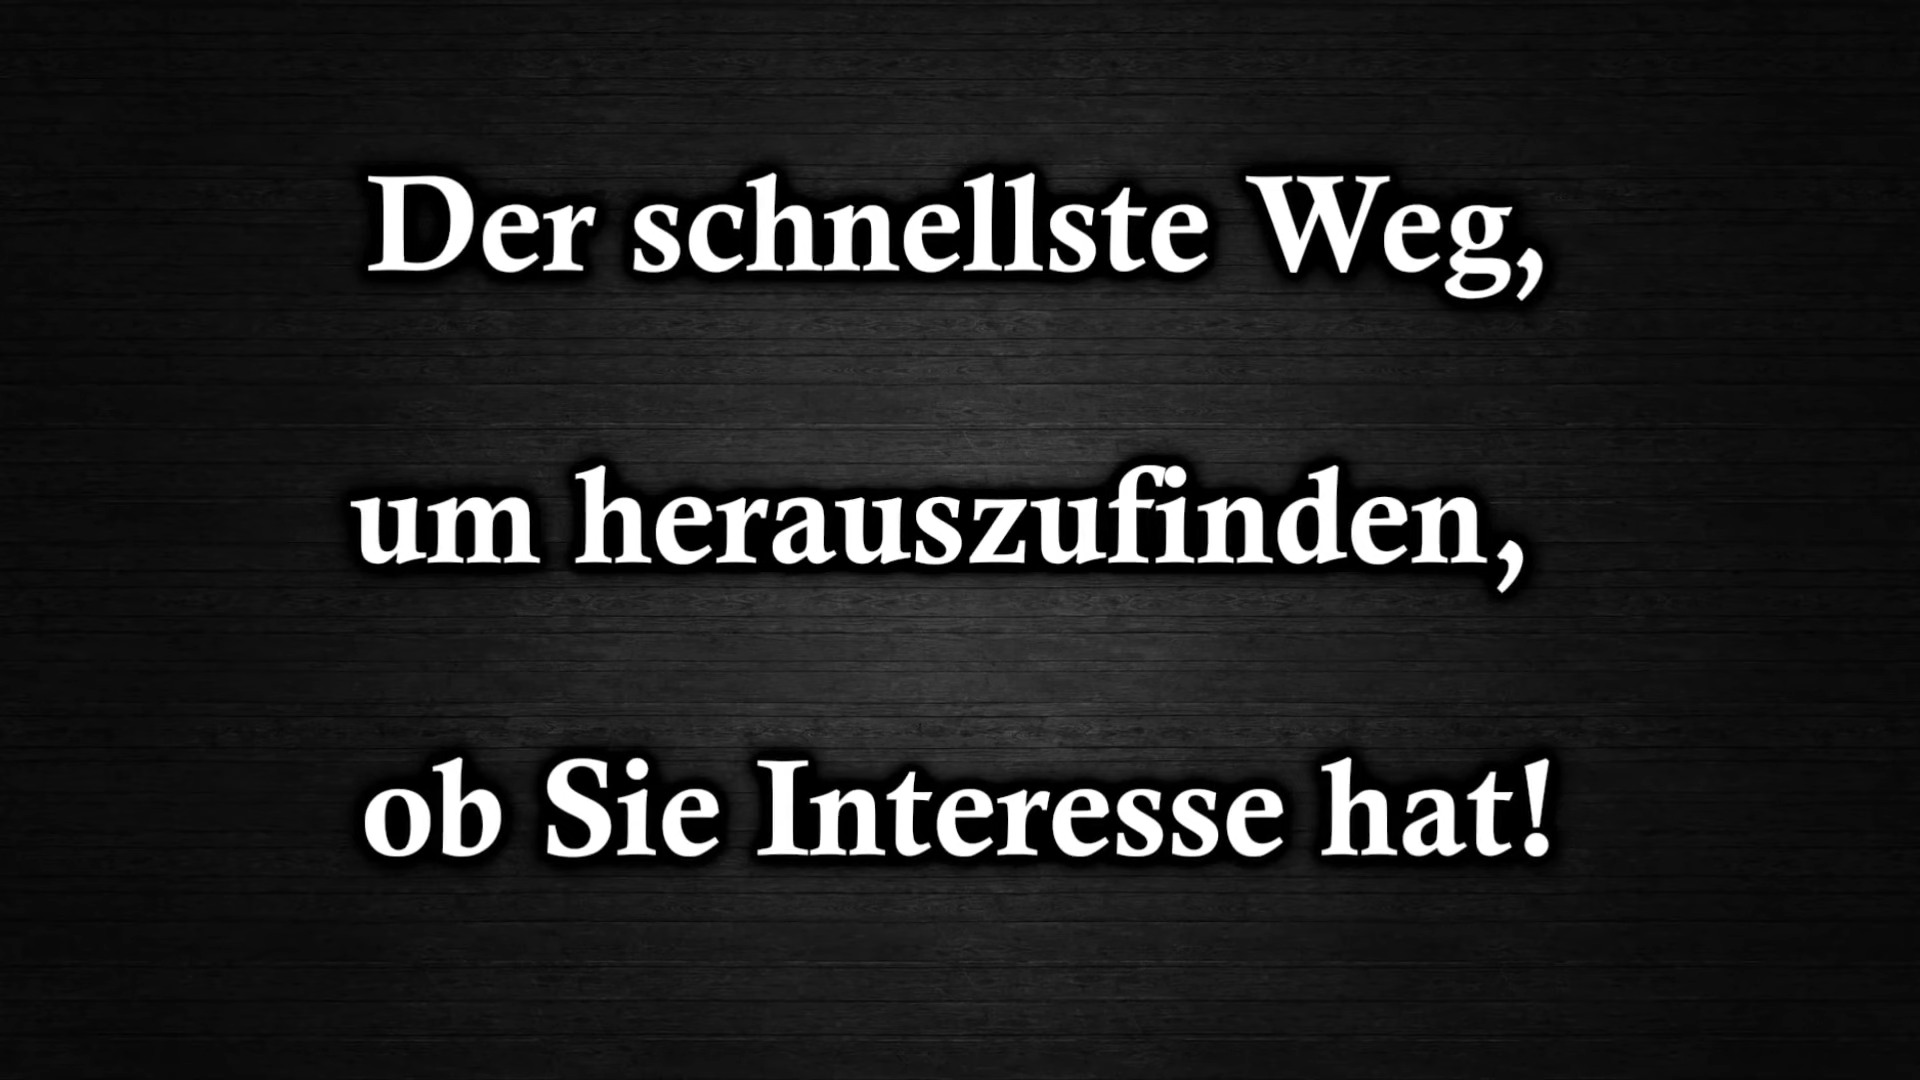 Der schnellste Weg,
um herauszufinden,
ob Sie Interesse hat!